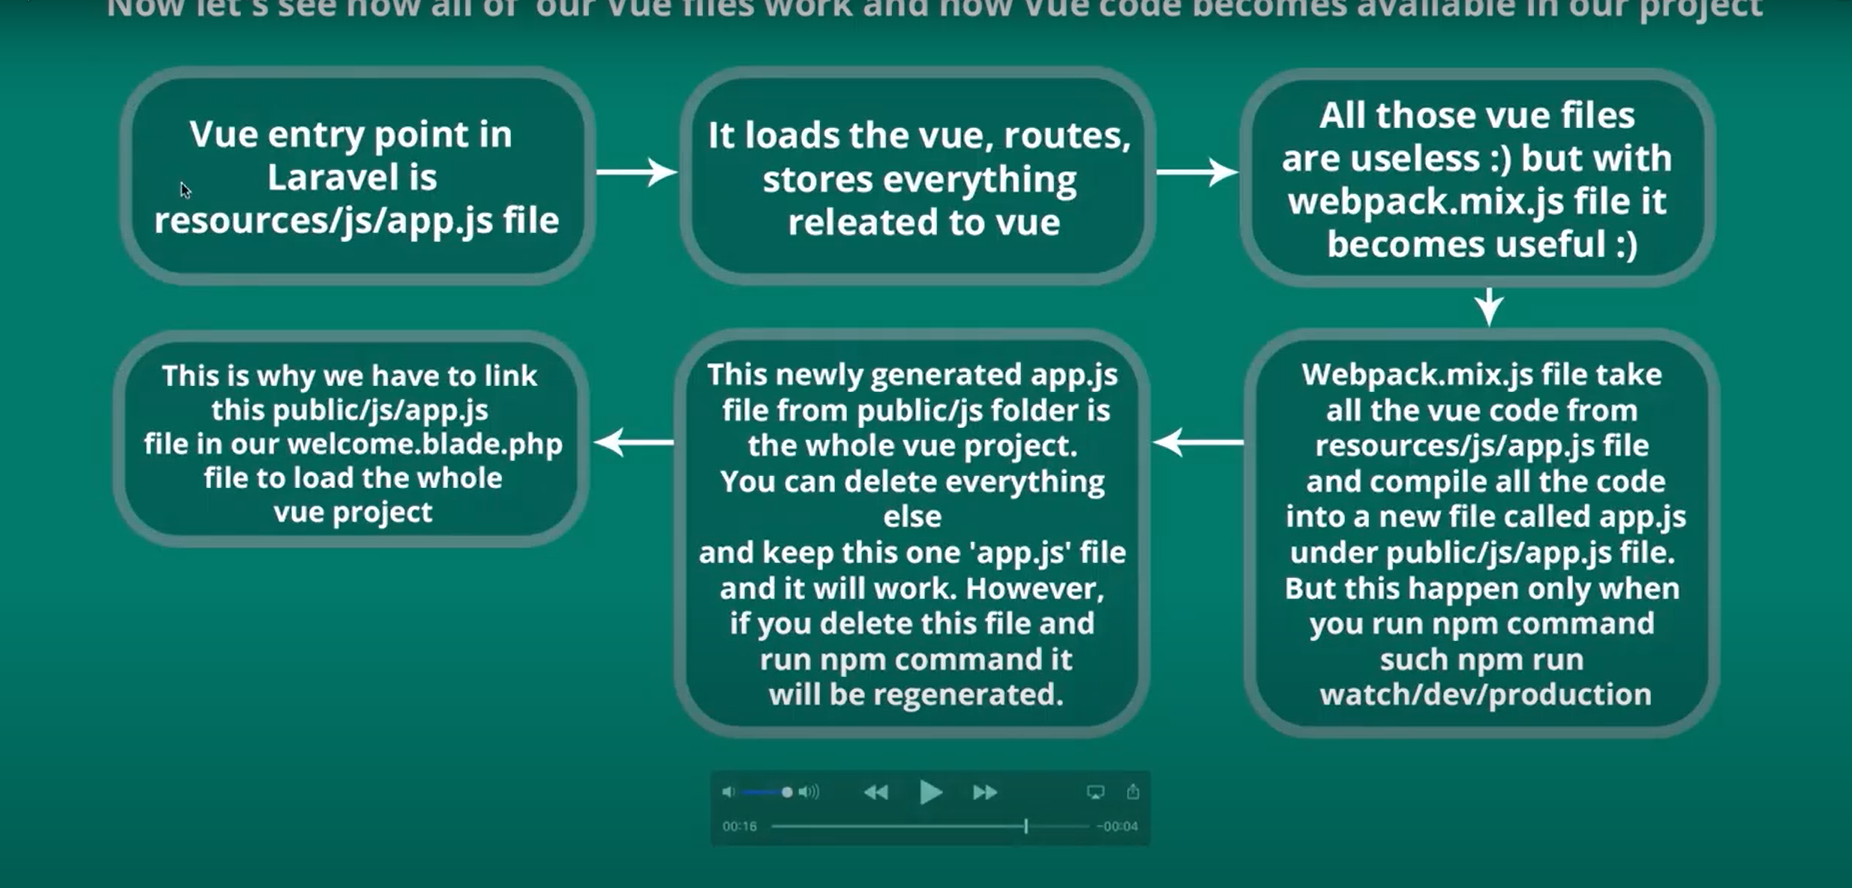 Now let's see how all of our Vue files work and how Vue code becomes available in our project
Vue entry point in
Laravel is
resources/js/app.js file
It loads the vue, routes,
stores everything
releated to vue
All those vue files
are useless :) but with
webpack.mix.js file it
becomes useful :)
Webpack.mix.js file take
all the vue code from
resources/js/app.js file
and compile all the code
into a new file called app.js
under public/js/app.js file.
But this happen only when
you run npm command
such npm run
watch/dev/production
This newly generated app.js
file from public/js folder is
the whole vue project.
You can delete everything
else
and keep this one 'app.js' file
and it will work. However,
if you delete this file and
run npm command it
will be regenerated.
This is why we have to link
this public/js/app.js
file in our welcome.blade.php
file to load the whole
vue project
00:16
-00:04